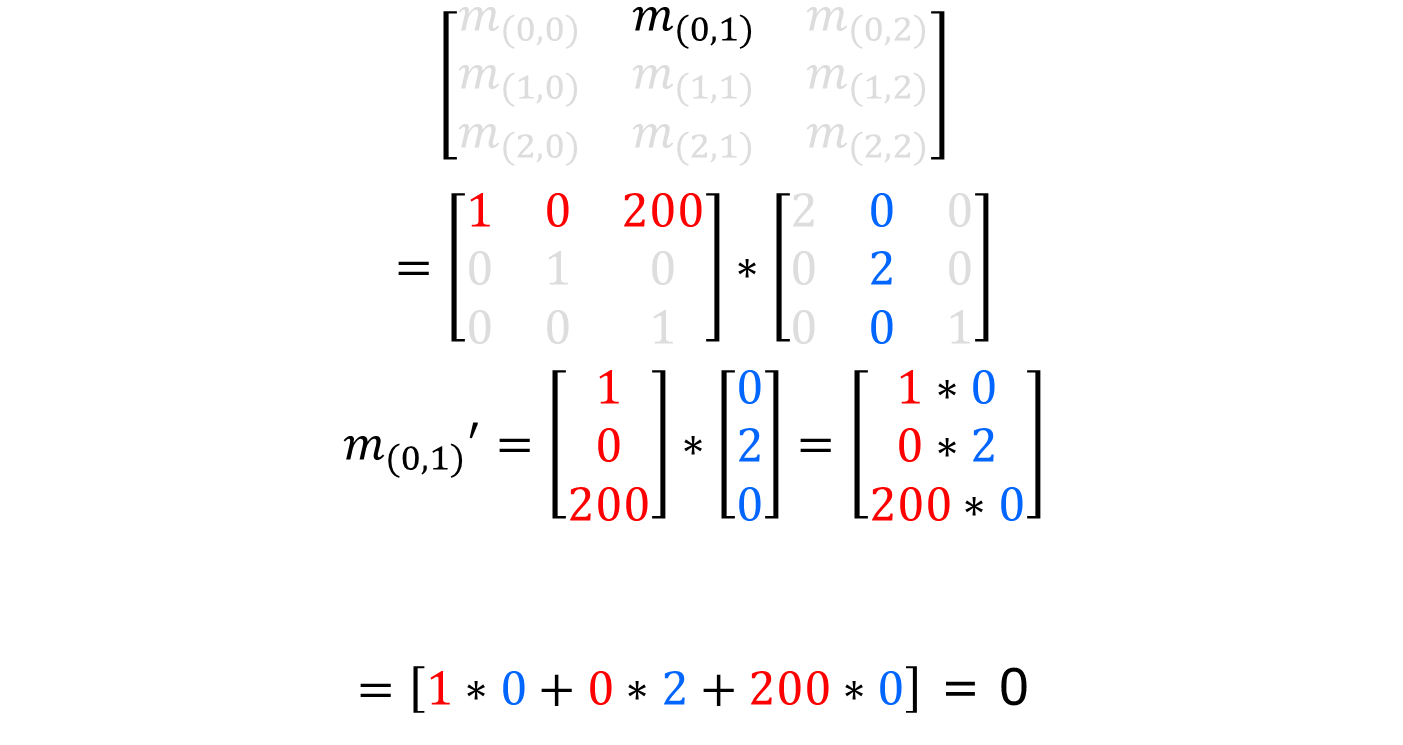 m(0,0) m(0,1) m(0,2)
m(1,0) m(1,1) m(1,2)
m(2,0) m(2,1) m(2,2)
= [1 0 200] * [2 0 0]
[0 1 0] [0 2 0]
[0 0 1] [0 0 1]
m(0,1)′ = [1 0 200] * [0 2 0] = [1 * 0 0 * 2 200 * 0]
= [1 * 0 + 0 * 2 + 200 * 0] = 0